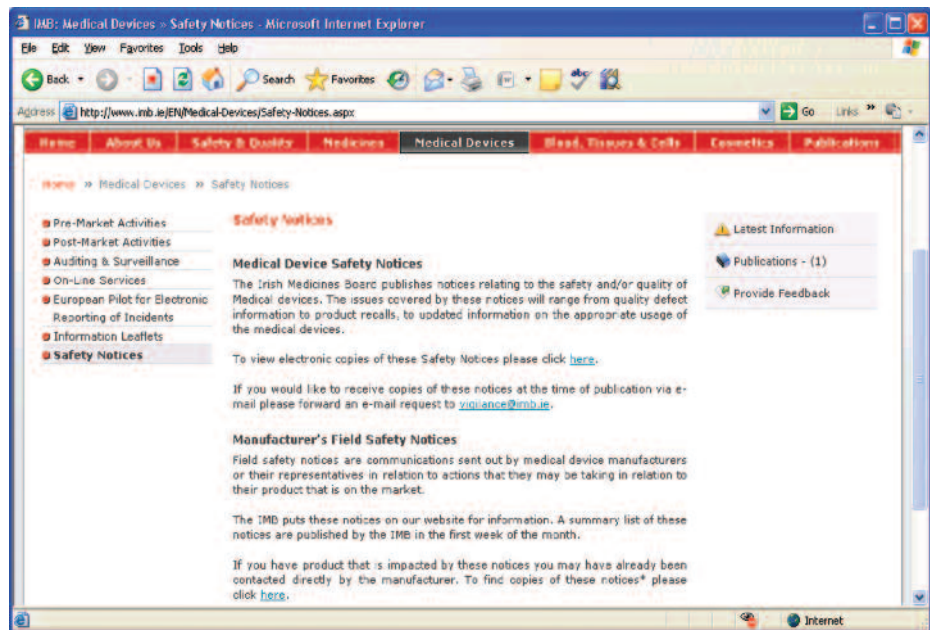 IMB: Medical Devices » Safety Notices - Microsoft Internet Explorer
File Edit View Favorites Tools Help
Back Search Favorites
Address http://www.imb.ie/EN/Medical-Devices/Safety-Notices.aspx Go Links »
Home About Us Safety & Quality Medicines Medical Devices Blood, Tissues & Cells Cosmetics Publications
Home » Medical Devices » Safety Notices
Pre-Market Activities
Post-Market Activities
Auditing & Surveillance
On-Line Services
European Pilot for Electronic
Reporting of Incidents
Information Leaflets
Safety Notices
Safety Notices
Medical Device Safety Notices
The Irish Medicines Board publishes notices relating to the safety and/or quality of
Medical devices. The issues covered by these notices will range from quality defect
information to product recalls, to updated information on the appropriate usage of
the medical devices.
To view electronic copies of these Safety Notices please click here.
If you would like to receive copies of these notices at the time of publication via e-
mail please forward an e-mail request to vigilance@imb.ie.
Manufacturer's Field Safety Notices
Field safety notices are communications sent out by medical device manufacturers
or their representatives in relation to actions that they may be taking in relation to
their product that is on the market.
The IMB puts these notices on our website for information. A summary list of these
notices are published by the IMB in the first week of the month.
If you have product that is impacted by these notices you may have already been
contacted directly by the manufacturer. To find copies of these notices* please
click here.
Latest Information
Publications - (1)
Provide Feedback
Internet